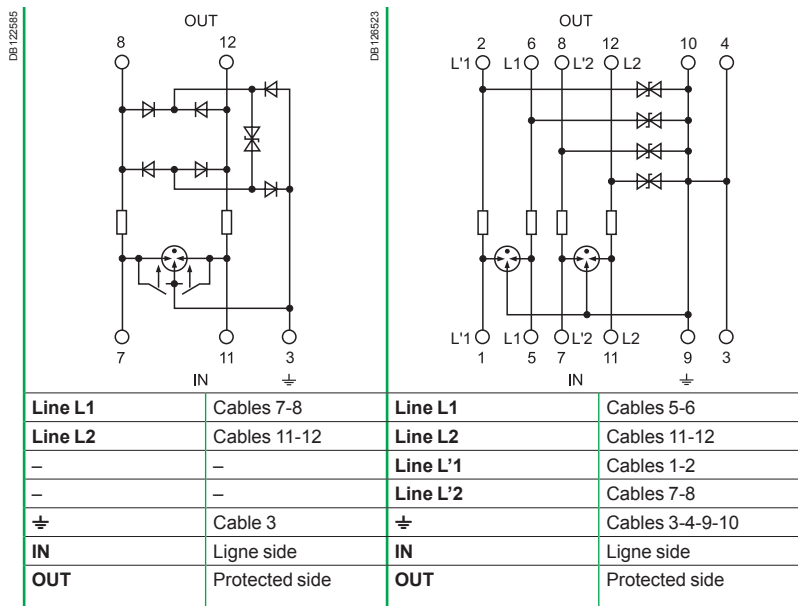 DB122585
OUT
8 12
7 11 3
IN
DB126523
OUT
2 6 8 12 10 4
L'1 L1 L'2 L2
L'1 L1 L'2 L2
1 5 7 11 9 3
IN
Line L1 Cables 7-8 Line L1 Cables 5-6
Line L2 Cables 11-12 Line L2 Cables 11-12
– – Line L’1 Cables 1-2
– – Line L’2 Cables 7-8
Cable 3 Cables 3-4-9-10
IN Ligne side IN Ligne side
OUT Protected side OUT Protected side